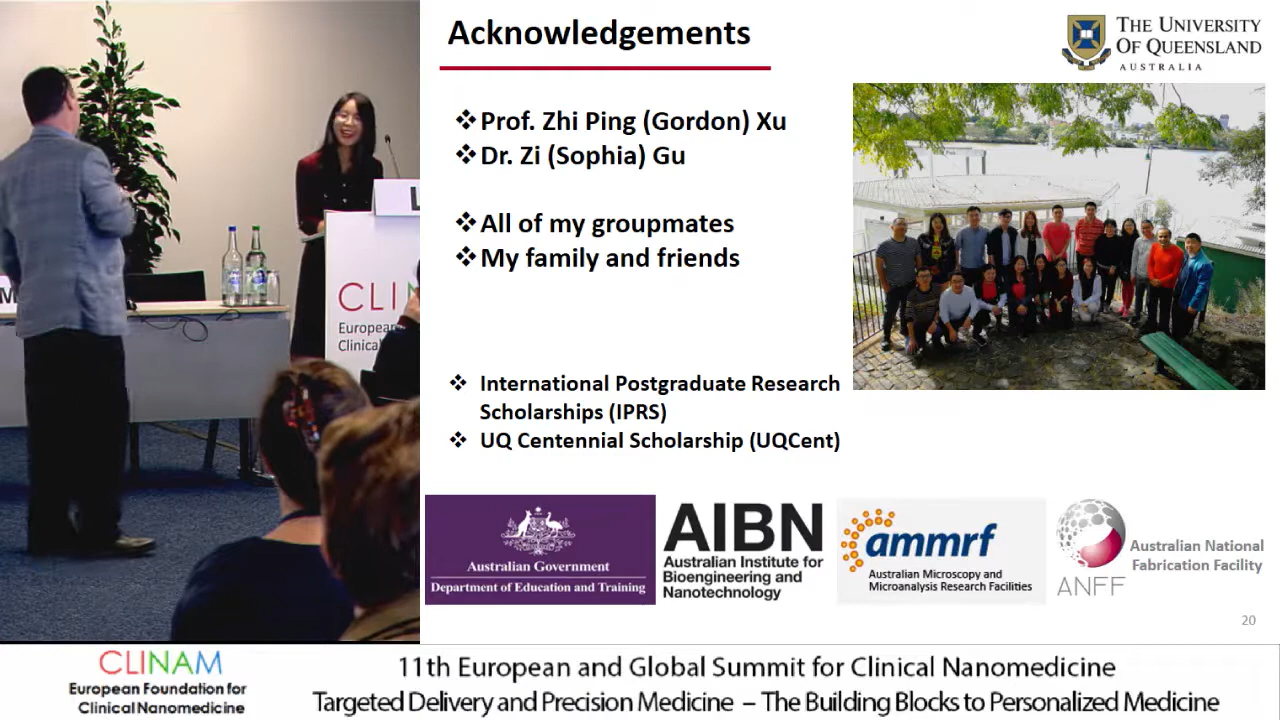 Acknowledgements
THE UNIVERSITY
OF QUEENSLAND
AUSTRALIA
❖Prof. Zhi Ping (Gordon) Xu
❖Dr. Zi (Sophia) Gu
❖All of my groupmates
❖My family and friends
❖ International Postgraduate Research
Scholarships (IPRS)
❖ UQ Centennial Scholarship (UQCent)
Australian Government
Department of Education and Training
AIBN
Australian Institute for
Bioengineering and
Nanotechnology
ammrf
Australian Microscopy and
Microanalysis Research Facilities
ANFF
Australian National
Fabrication Facility
20
M
L
CLIN
European
Clinical
CLINAM
European Foundation for
Clinical Nanomedicine
11th European and Global Summit for Clinical Nanomedicine
Targeted Delivery and Precision Medicine – The Building Blocks to Personalized Medicine